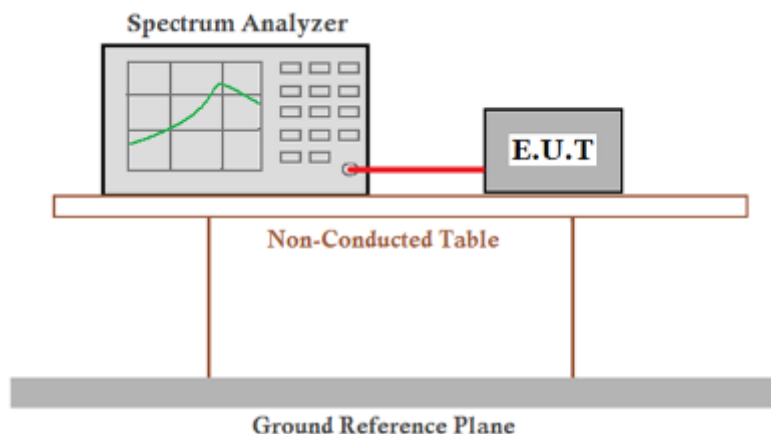 Spectrum Analyzer
E.U.T
Non-Conducted Table
Ground Reference Plane